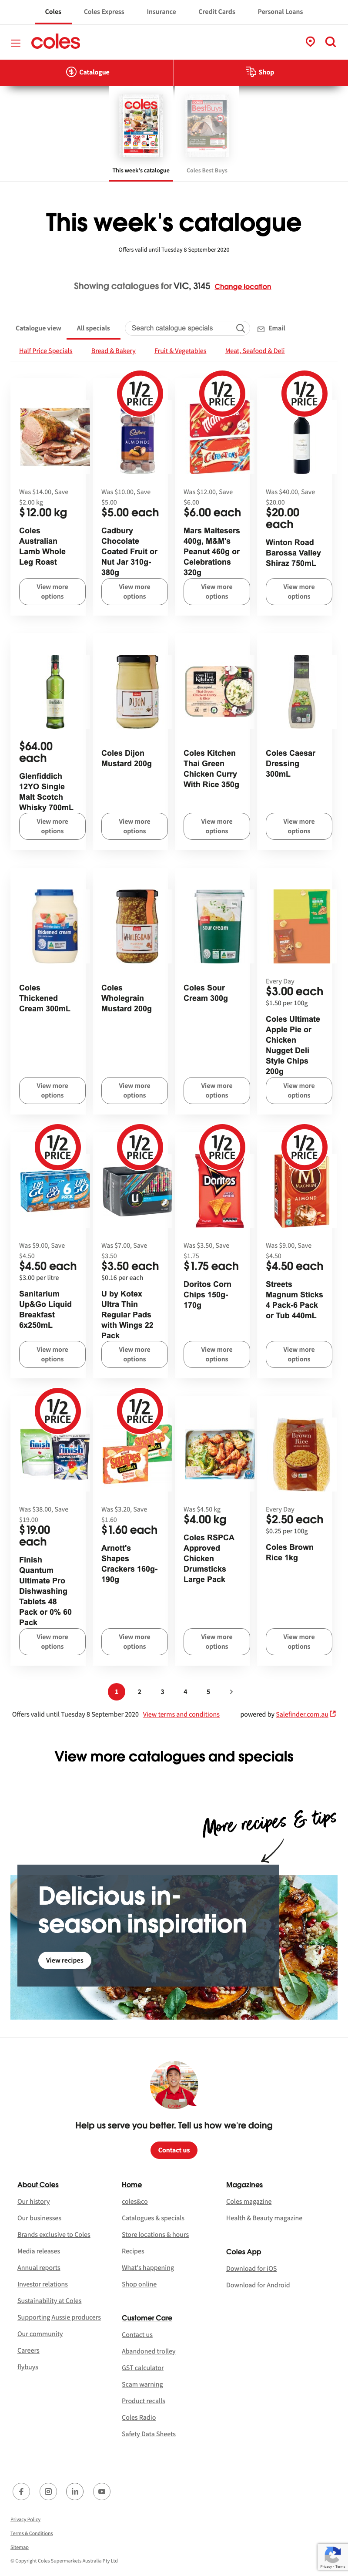 Coles Coles Express Insurance Credit Cards Personal Loans
coles
Catalogue Shop
This week's catalogue Coles Best Buys
This week's catalogue
Offers valid until Tuesday 8 September 2020
Showing catalogues for VIC, 3145 Change location
Catalogue view All specials Search catalogue specials Email
Half Price Specials Bread & Bakery Fruit & Vegetables Meat, Seafood & Deli
1/2 PRICE
1/2 PRICE
1/2 PRICE
Was $14.00, Save
$2.00 kg
$12.00 kg
Coles
Australian
Lamb Whole
Leg Roast
View more
options
Was $10.00, Save
$5.00
$5.00 each
Cadbury
Chocolate
Coated Fruit or
Nut Jar 310g-
380g
View more
options
Was $12.00, Save
$6.00
$6.00 each
Mars Maltesers
400g, M&M's
Peanut 460g or
Celebrations
320g
View more
options
Was $40.00, Save
$20.00
$20.00
each
Winton Road
Barossa Valley
Shiraz 750mL
View more
options
$64.00
each
Glenfiddich
12YO Single
Malt Scotch
Whisky 700mL
View more
options
Coles Dijon
Mustard 200g
View more
options
Coles Kitchen
Thai Green
Chicken Curry
With Rice 350g
View more
options
Coles Caesar
Dressing
300mL
View more
options
Coles
Thickened
Cream 300mL
View more
options
Coles
Wholegrain
Mustard 200g
View more
options
Coles Sour
Cream 300g
View more
options
Every Day
$3.00 each
$1.50 per 100g
Coles Ultimate
Apple Pie or
Chicken
Nugget Deli
Style Chips
200g
View more
options
1/2 PRICE
1/2 PRICE
1/2 PRICE
1/2 PRICE
Was $9.00, Save
$4.50
$4.50 each
$3.00 per litre
Sanitarium
Up&Go Liquid
Breakfast
6x250mL
View more
options
Was $7.00, Save
$3.50
$3.50 each
$0.16 per each
U by Kotex
Ultra Thin
Regular Pads
with Wings 22
Pack
View more
options
Doritos
Was $3.50, Save
$1.75
$1.75 each
Doritos Corn
Chips 150g-
170g
View more
options
ALMOND
Was $9.00, Save
$4.50
$4.50 each
Streets
Magnum Sticks
4 Pack-6 Pack
or Tub 440mL
View more
options
1/2 PRICE
1/2 PRICE
finish
Was $38.00, Save
$19.00
$19.00
each
Finish
Quantum
Ultimate Pro
Dishwashing
Tablets 48
Pack or 0% 60
Pack
View more
options
Was $3.20, Save
$1.60
$1.60 each
Arnott's
Shapes
Crackers 160g-
190g
View more
options
Was $4.50 kg
$4.00 kg
Coles RSPCA
Approved
Chicken
Drumsticks
Large Pack
View more
options
Brown
Rice
Every Day
$2.50 each
$0.25 per 100g
Coles Brown
Rice 1kg
View more
options
1 2 3 4 5
Offers valid until Tuesday 8 September 2020 View terms and conditions powered by Salefinder.com.au
View more catalogues and specials
More recipes & tips
Delicious in-
season inspiration
View recipes
Help us serve you better. Tell us how we're doing
Contact us
About Coles
Our history
Our businesses
Brands exclusive to Coles
Media releases
Annual reports
Investor relations
Sustainability at Coles
Supporting Aussie producers
Our community
Careers
flybuys
Home
coles&co
Catalogues & specials
Store locations & hours
Recipes
What's happening
Shop online
Customer Care
Contact us
Abandoned trolley
GST calculator
Scam warning
Product recalls
Coles Radio
Safety Data Sheets
Magazines
Coles magazine
Health & Beauty magazine
Coles App
Download for iOS
Download for Android
Privacy Policy
Terms & Conditions
Sitemap
© Copyright Coles Supermarkets Australia Pty Ltd
Privacy - Terms